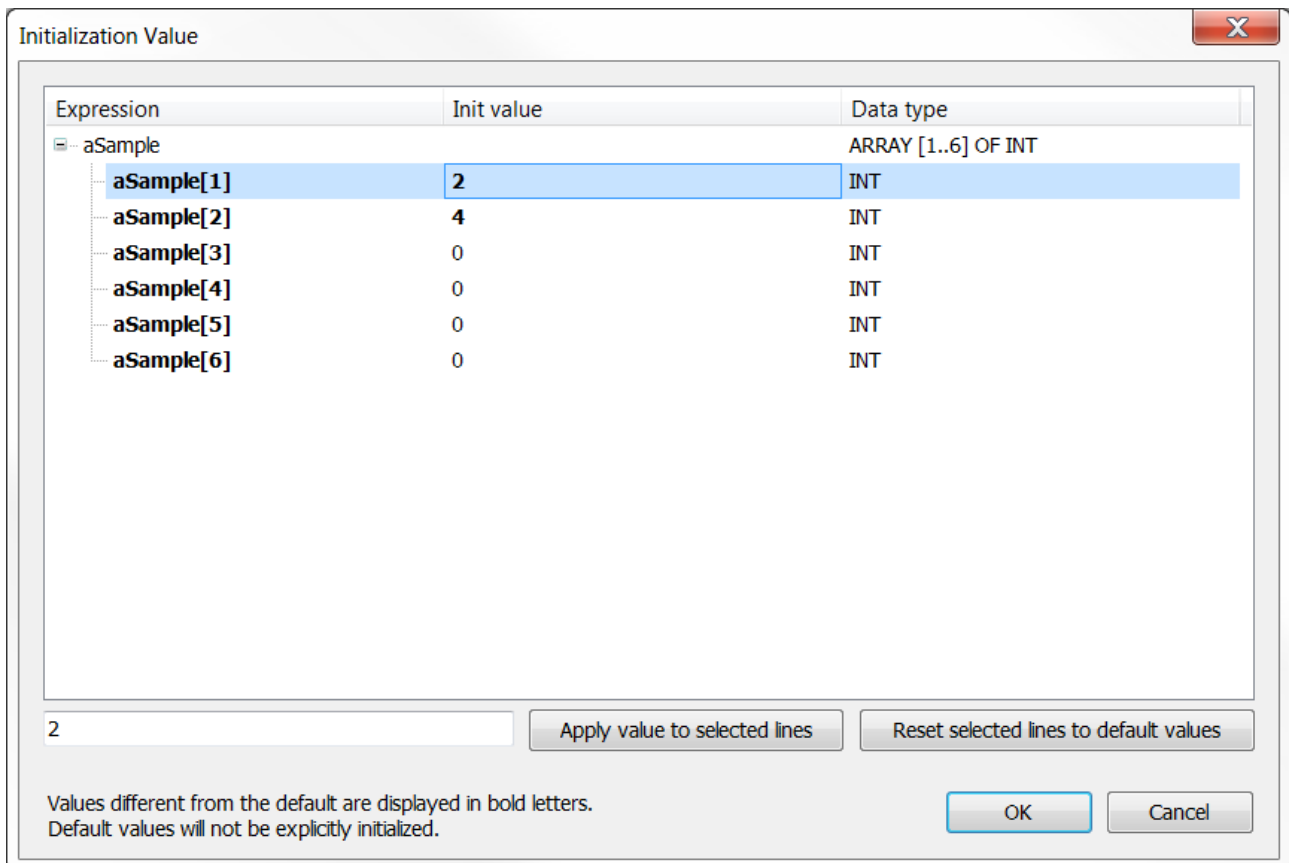 Initialization Value
Expression Init value Data type
aSample ARRAY [1..6] OF INT
aSample[1] 2 INT
aSample[2] 4 INT
aSample[3] 0 INT
aSample[4] 0 INT
aSample[5] 0 INT
aSample[6] 0 INT
2 Apply value to selected lines Reset selected lines to default values
Values different from the default are displayed in bold letters.
Default values will not be explicitly initialized.
OK Cancel